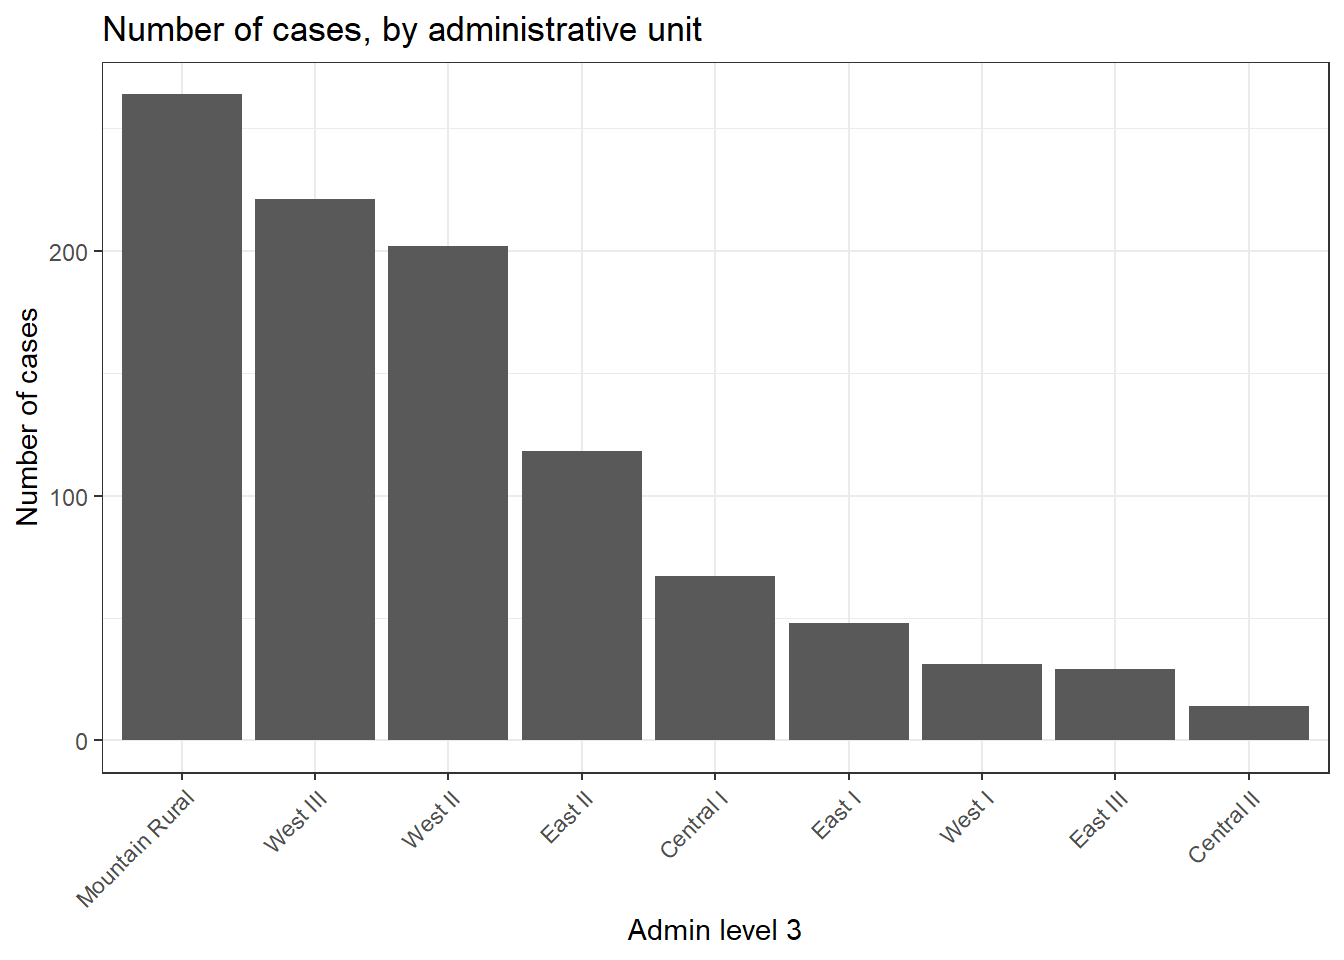 Number of cases, by administrative unit
Number of cases
200
100
0
Mountain Rural
West III
West II
East II
Central I
East I
West I
East III
Central II
Admin level 3